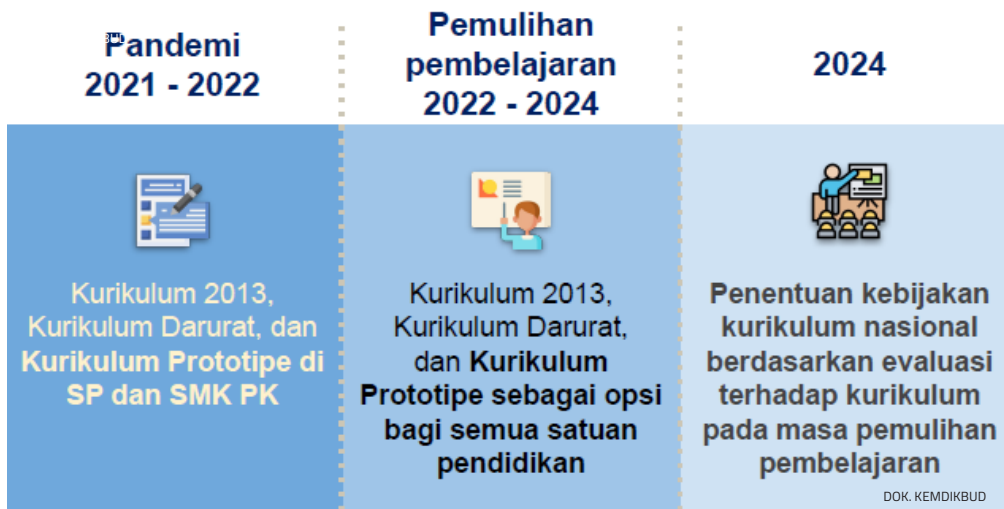 Pandemi
2021 - 2022
Pemulihan
pembelajaran
2022 - 2024
2024
Kurikulum 2013,
Kurikulum Darurat, dan
Kurikulum Prototipe di
SP dan SMK PK
Kurikulum 2013,
Kurikulum Darurat,
dan Kurikulum
Prototipe sebagai opsi
bagi semua satuan
pendidikan
Penentuan kebijakan
kurikulum nasional
berdasarkan evaluasi
terhadap kurikulum
pada masa pemulihan
pembelajaran
DOK. KEMDIKBUD